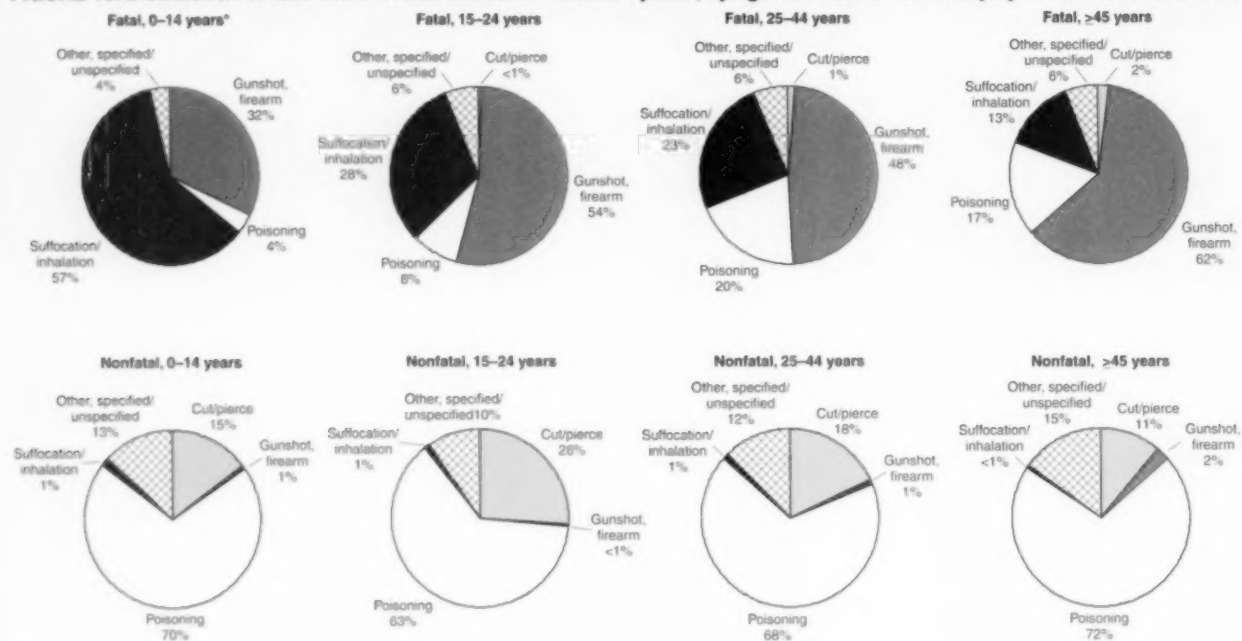 Fatal, 0–14 years*
Other, specified/
unspecified
4%
Gunshot,
firearm
32%
Poisoning
4%
Suffocation/
inhalation
57%
Fatal, 15–24 years
Other, specified/
unspecified
6%
Cut/pierce
<1%
Suffocation/
inhalation
28%
Gunshot,
firearm
54%
Poisoning
8%
Fatal, 25–44 years
Other, specified/
unspecified
6%
Cut/pierce
1%
Suffocation/
inhalation
23%
Gunshot,
firearm
48%
Poisoning
20%
Fatal, ≥45 years
Other, specified/
unspecified
6%
Cut/pierce
2%
Suffocation/
inhalation
13%
Poisoning
17%
Gunshot,
firearm
62%
Nonfatal, 0–14 years
Other, specified/
unspecified
13%
Cut/pierce
15%
Suffocation/
inhalation
1%
Gunshot,
firearm
1%
Poisoning
70%
Nonfatal, 15–24 years
Other, specified/
unspecified10%
Cut/pierce
26%
Suffocation/
inhalation
1%
Gunshot,
firearm
<1%
Poisoning
63%
Nonfatal, 25–44 years
Other, specified/
unspecified
12%
Cut/pierce
18%
Suffocation/
inhalation
1%
Gunshot,
firearm
1%
Poisoning
68%
Nonfatal, ≥45 years
Other, specified/
unspecified
15%
Cut/pierce
11%
Suffocation/
inhalation
<1%
Gunshot,
firearm
2%
Poisoning
72%